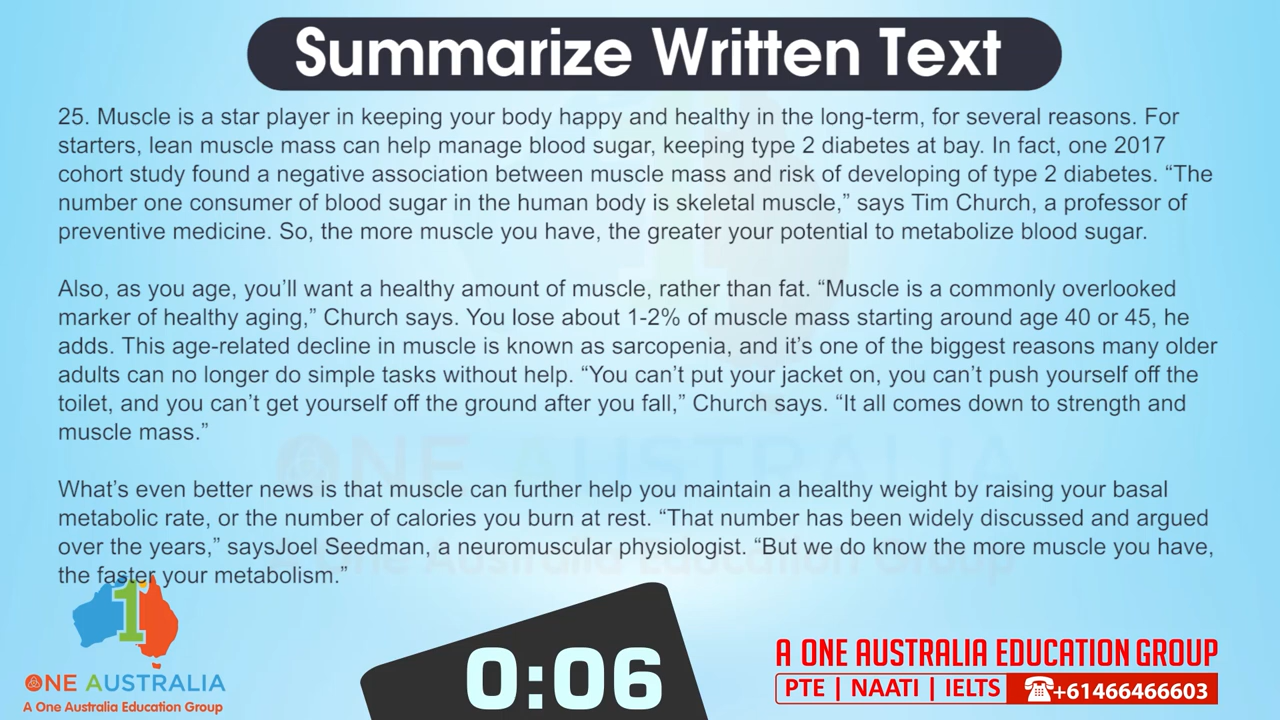 Summarize Written Text
25. Muscle is a star player in keeping your body happy and healthy in the long-term, for several reasons. For
starters, lean muscle mass can help manage blood sugar, keeping type 2 diabetes at bay. In fact, one 2017
cohort study found a negative association between muscle mass and risk of developing of type 2 diabetes. “The
number one consumer of blood sugar in the human body is skeletal muscle,” says Tim Church, a professor of
preventive medicine. So, the more muscle you have, the greater your potential to metabolize blood sugar.
Also, as you age, you’ll want a healthy amount of muscle, rather than fat. “Muscle is a commonly overlooked
marker of healthy aging,” Church says. You lose about 1-2% of muscle mass starting around age 40 or 45, he
adds. This age-related decline in muscle is known as sarcopenia, and it’s one of the biggest reasons many older
adults can no longer do simple tasks without help. “You can’t put your jacket on, you can’t push yourself off the
toilet, and you can’t get yourself off the ground after you fall,” Church says. “It all comes down to strength and
muscle mass.”
What’s even better news is that muscle can further help you maintain a healthy weight by raising your basal
metabolic rate, or the number of calories you burn at rest. “That number has been widely discussed and argued
over the years,” saysJoel Seedman, a neuromuscular physiologist. “But we do know the more muscle you have,
the faster your metabolism.”
1
ONE AUSTRALIA
A One Australia Education Group
0:06
A ONE AUSTRALIA EDUCATION GROUP
PTE | NAATI | IELTS +61466466603
ONE AUSTRALIA
A One Australia Education Group